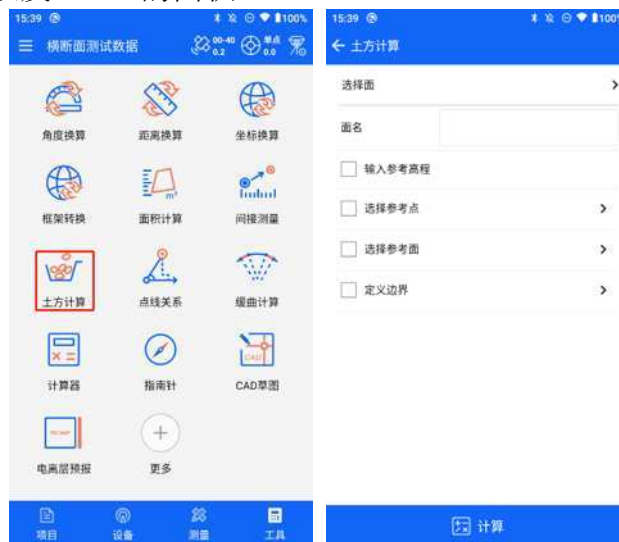 15:39
100%
横断面测试数据
00-40
0.2
单点
0.0
角度换算
距离换算
坐标换算
框架转换
面积计算
间接测量
土方计算
点线关系
缓曲计算
计算器
指南针
CAD草图
电离层预报
更多
项目
设备
测量
工具
15:39
100%
土方计算
选择面
面名
输入参考高程
选择参考点
选择参考面
定义边界
计算